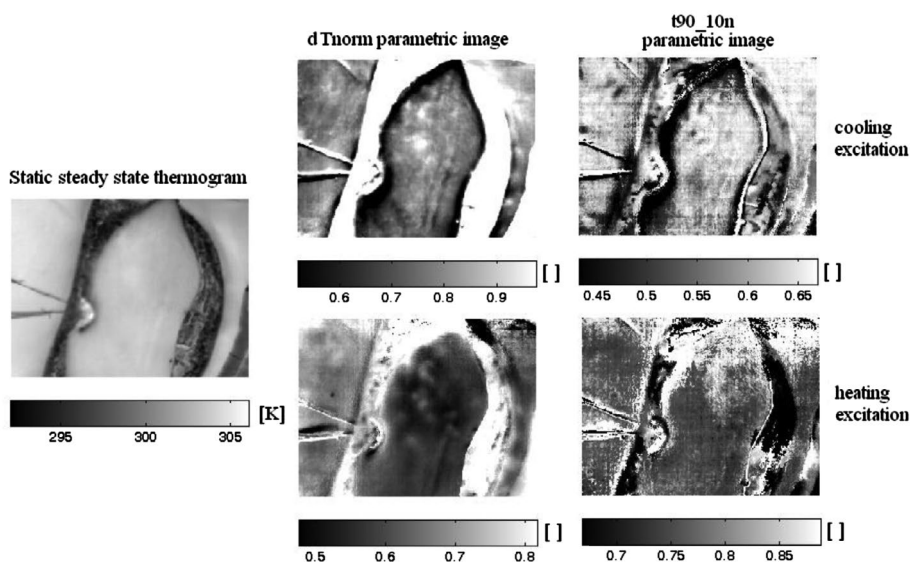 d Tnorm parametric image
t90_10n
parametric image
cooling
excitation
Static steady state thermogram
[ ]
0.6 0.7 0.8 0.9
[ ]
0.45 0.5 0.55 0.6 0.65
[K]
295 300 305
heating
excitation
[ ]
0.5 0.6 0.7 0.8
[ ]
0.7 0.75 0.8 0.85